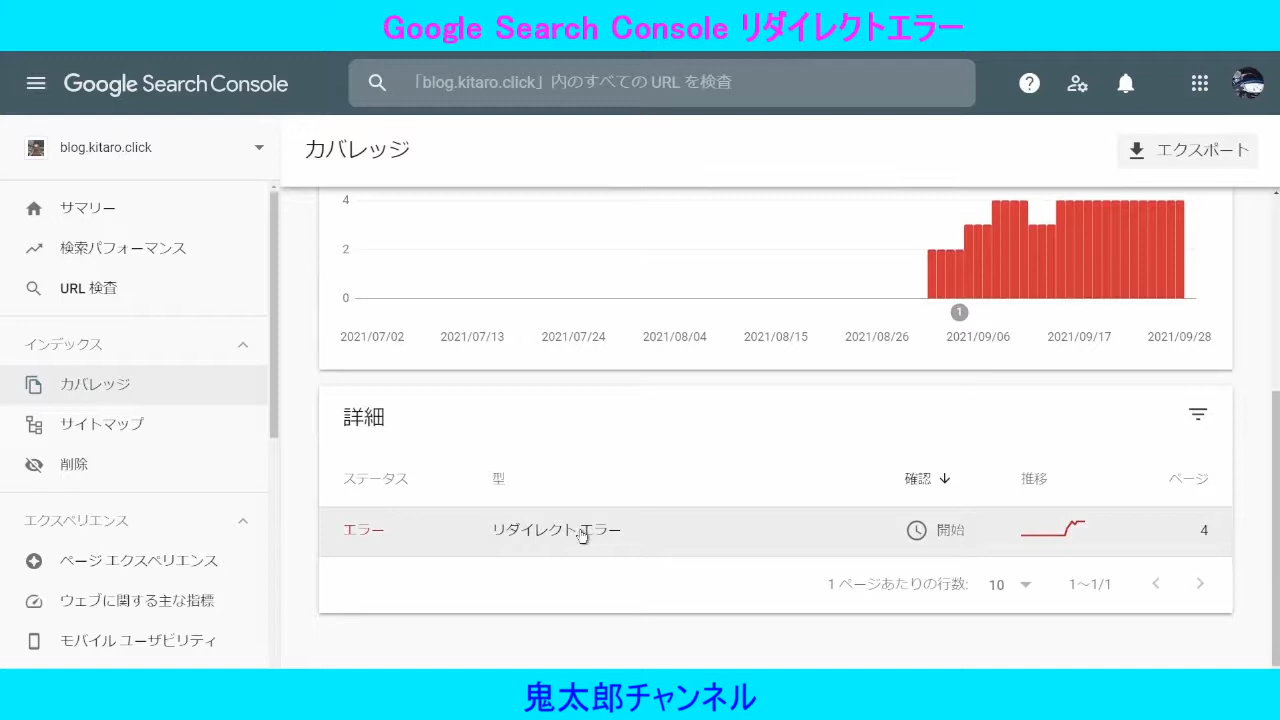 Google Search Console リダイレクトエラー
Google Search Console
「blog.kitaro.click」内のすべての URL を検査
blog.kitaro.click
カバレッジ
エクスポート
サマリー
検索パフォーマンス
URL 検査
インデックス
カバレッジ
サイトマップ
削除
エクスペリエンス
ページ エクスペリエンス
ウェブに関する主な指標
モバイル ユーザビリティ
4
2
0
1
2021/07/02 2021/07/13 2021/07/24 2021/08/04 2021/08/15 2021/08/26 2021/09/06 2021/09/17 2021/09/28
詳細
ステータス 型 確認 推移 ページ
エラー リダイレクト エラー 開始 4
1 ページあたりの行数: 10 1～1/1
鬼太郎チャンネル